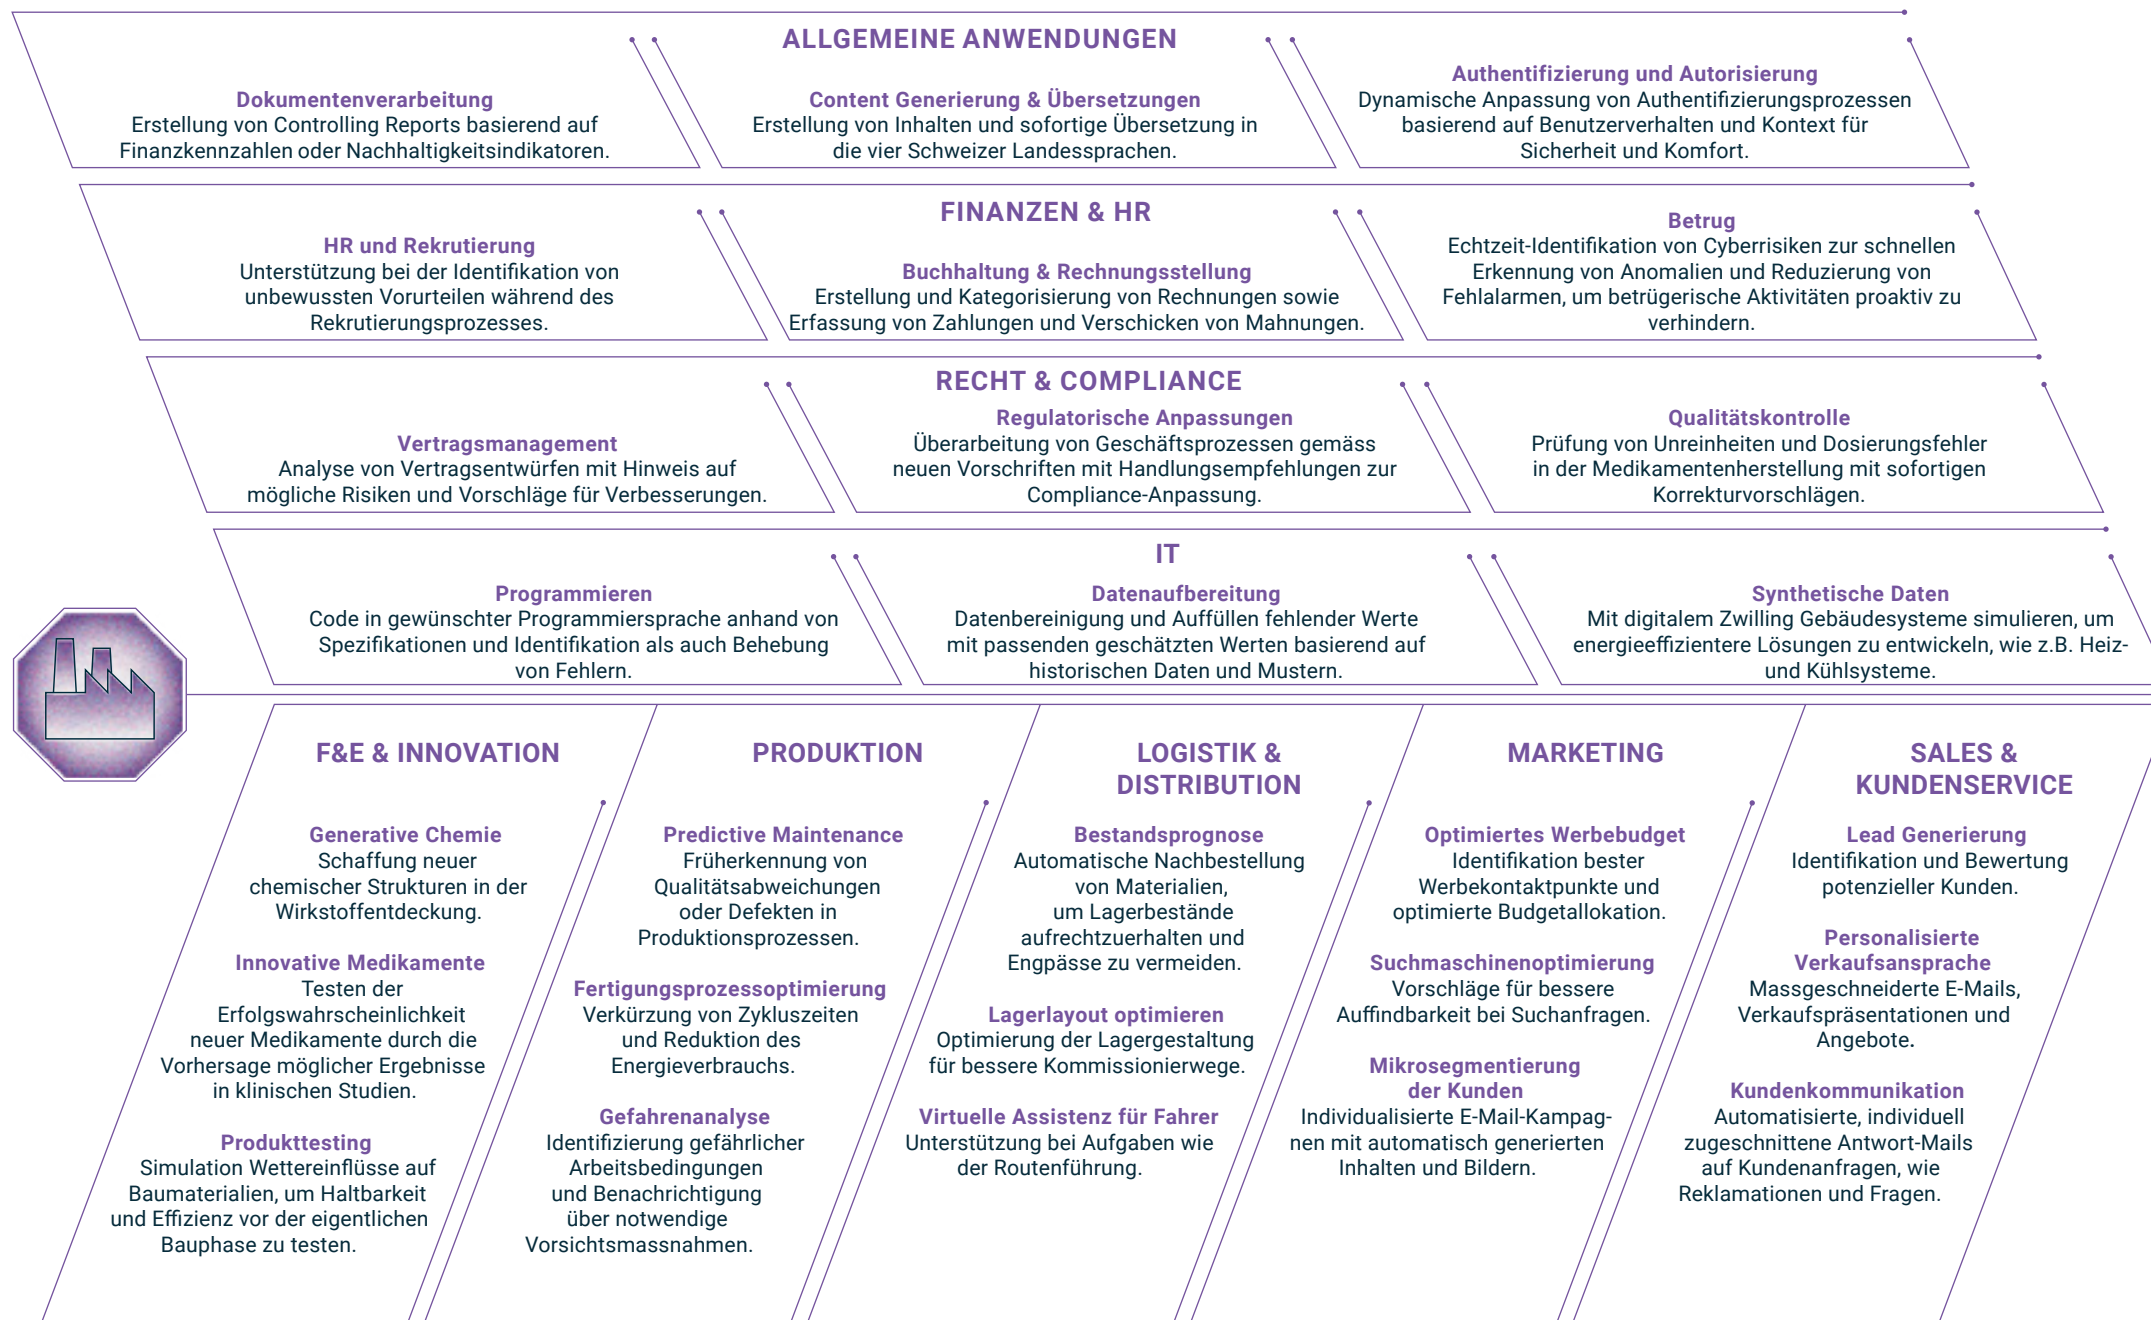 ALLGEMEINE ANWENDUNGEN
Dokumentenverarbeitung
Erstellung von Controlling Reports basierend auf
Finanzkennzahlen oder Nachhaltigkeitsindikatoren.
Content Generierung & Übersetzungen
Erstellung von Inhalten und sofortige Übersetzung in
die vier Schweizer Landessprachen.
Authentifizierung und Autorisierung
Dynamische Anpassung von Authentifizierungsprozessen
basierend auf Benutzerverhalten und Kontext für
Sicherheit und Komfort.
FINANZEN & HR
HR und Rekrutierung
Unterstützung bei der Identifikation von
unbewussten Vorurteilen während des
Rekrutierungsprozesses.
Buchhaltung & Rechnungsstellung
Erstellung und Kategorisierung von Rechnungen sowie
Erfassung von Zahlungen und Verschicken von Mahnungen.
Betrug
Echtzeit-Identifikation von Cyberrisiken zur schnellen
Erkennung von Anomalien und Reduzierung von
Fehlalarmen, um betrügerische Aktivitäten proaktiv zu
verhindern.
RECHT & COMPLIANCE
Vertragsmanagement
Analyse von Vertragsentwürfen mit Hinweis auf
mögliche Risiken und Vorschläge für Verbesserungen.
Regulatorische Anpassungen
Überarbeitung von Geschäftsprozessen gemäss
neuen Vorschriften mit Handlungsempfehlungen zur
Compliance-Anpassung.
Qualitätskontrolle
Prüfung von Unreinheiten und Dosierungsfehler
in der Medikamentenherstellung mit sofortigen
Korrekturvorschlägen.
IT
Programmieren
Code in gewünschter Programmiersprache anhand von
Spezifikationen und Identifikation als auch Behebung
von Fehlern.
Datenaufbereitung
Datenbereinigung und Auffüllen fehlender Werte
mit passenden geschätzten Werten basierend auf
historischen Daten und Mustern.
Synthetische Daten
Mit digitalem Zwilling Gebäudesysteme simulieren, um
energieeffizientere Lösungen zu entwickeln, wie z.B. Heiz-
und Kühlsysteme.
F&E & INNOVATION
Generative Chemie
Schaffung neuer
chemischer Strukturen in der
Wirkstoffentdeckung.
Innovative Medikamente
Testen der
Erfolgswahrscheinlichkeit
neuer Medikamente durch die
Vorhersage möglicher Ergebnisse
in klinischen Studien.
Produkttesting
Simulation Wettereinflüsse auf
Baumaterialien, um Haltbarkeit
und Effizienz vor der eigentlichen
Bauphase zu testen.
PRODUKTION
Predictive Maintenance
Früherkennung von
Qualitätsabweichungen
oder Defekten in
Produktionsprozessen.
Fertigungsprozessoptimierung
Verkürzung von Zykluszeiten
und Reduktion des
Energieverbrauchs.
Gefahrenanalyse
Identifizierung gefährlicher
Arbeitsbedingungen
und Benachrichtigung
über notwendige
Vorsichtsmassnahmen.
LOGISTIK &
DISTRIBUTION
Bestandsprognose
Automatische Nachbestellung
von Materialien,
um Lagerbestände
aufrechtzuerhalten und
Engpässe zu vermeiden.
Lagerlayout optimieren
Optimierung der Lagergestaltung
für bessere Kommissionierwege.
Virtuelle Assistenz für Fahrer
Unterstützung bei Aufgaben wie
der Routenführung.
MARKETING
Optimiertes Werbebudget
Identifikation bester
Werbekontaktpunkte und
optimierte Budgetallokation.
Suchmaschinenoptimierung
Vorschläge für bessere
Auffindbarkeit bei Suchanfragen.
Mikrosegmentierung
der Kunden
Individualisierte E-Mail-Kampag-
nen mit automatisch generierten
Inhalten und Bildern.
SALES &
KUNDENSERVICE
Lead Generierung
Identifikation und Bewertung
potenzieller Kunden.
Personalisierte
Verkaufsansprache
Massgeschneiderte E-Mails,
Verkaufspräsentationen und
Angebote.
Kundenkommunikation
Automatisierte, individuell
zugeschnittene Antwort-Mails
auf Kundenanfragen, wie
Reklamationen und Fragen.